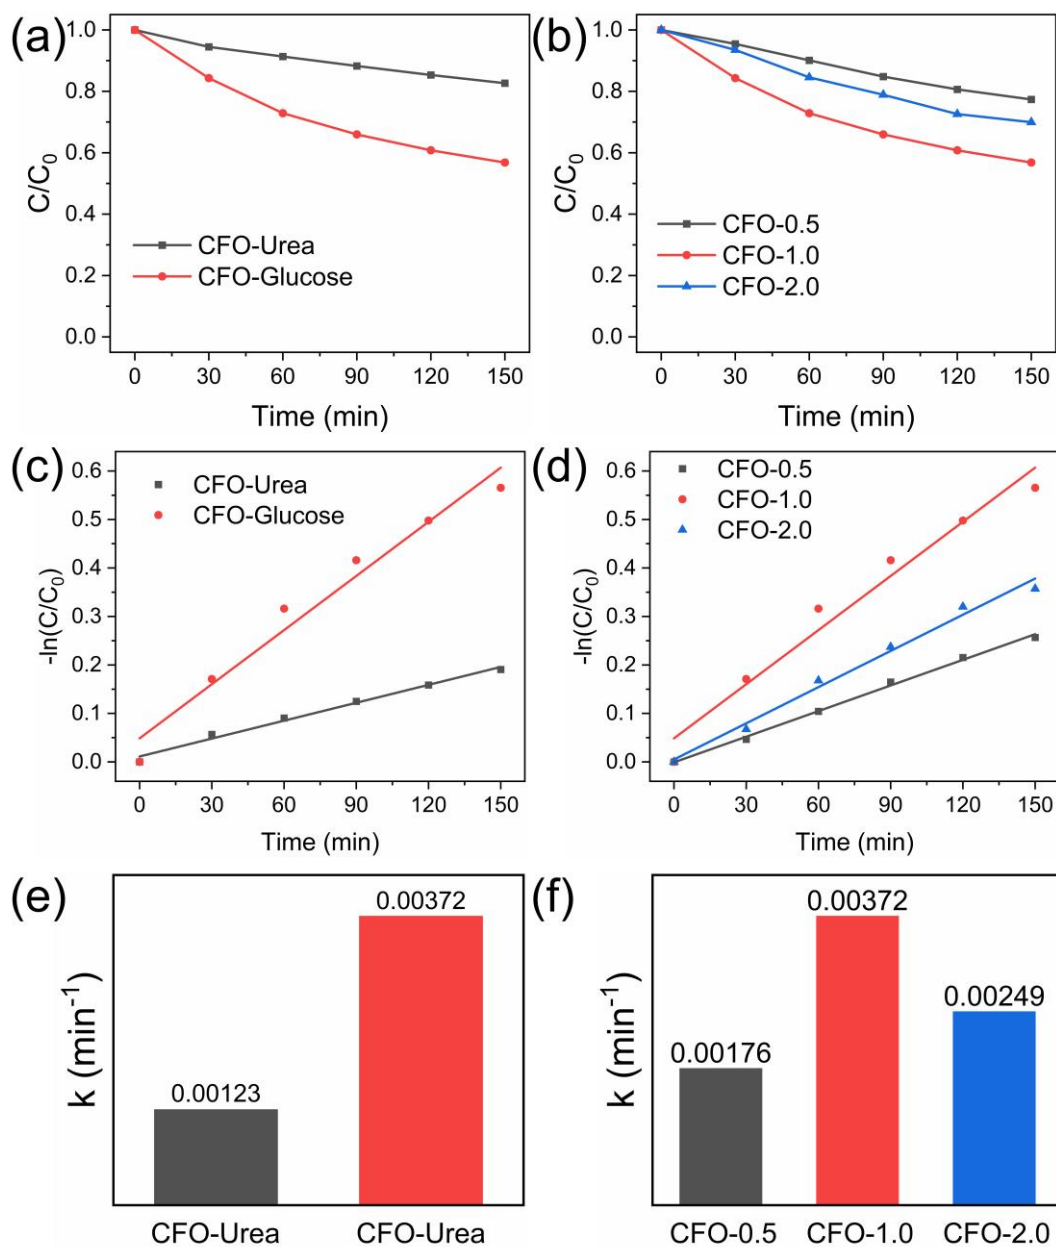 (a)
1.0
0.8
0.6
0.4
0.2
0.0
C/C₀
CFO-Urea
CFO-Glucose
0 30 60 90 120 150
Time (min)
(b)
1.0
0.8
0.6
0.4
0.2
0.0
C/C₀
CFO-0.5
CFO-1.0
CFO-2.0
0 30 60 90 120 150
Time (min)
(c)
0.6
0.5
0.4
0.3
0.2
0.1
0.0
-ln(C/C₀)
CFO-Urea
CFO-Glucose
0 30 60 90 120 150
Time (min)
(d)
0.6
0.5
0.4
0.3
0.2
0.1
0.0
-ln(C/C₀)
CFO-0.5
CFO-1.0
CFO-2.0
0 30 60 90 120 150
Time (min)
(e)
k (min⁻¹)
0.00123
0.00372
CFO-Urea CFO-Urea
(f)
k (min⁻¹)
0.00176
0.00372
0.00249
CFO-0.5 CFO-1.0 CFO-2.0